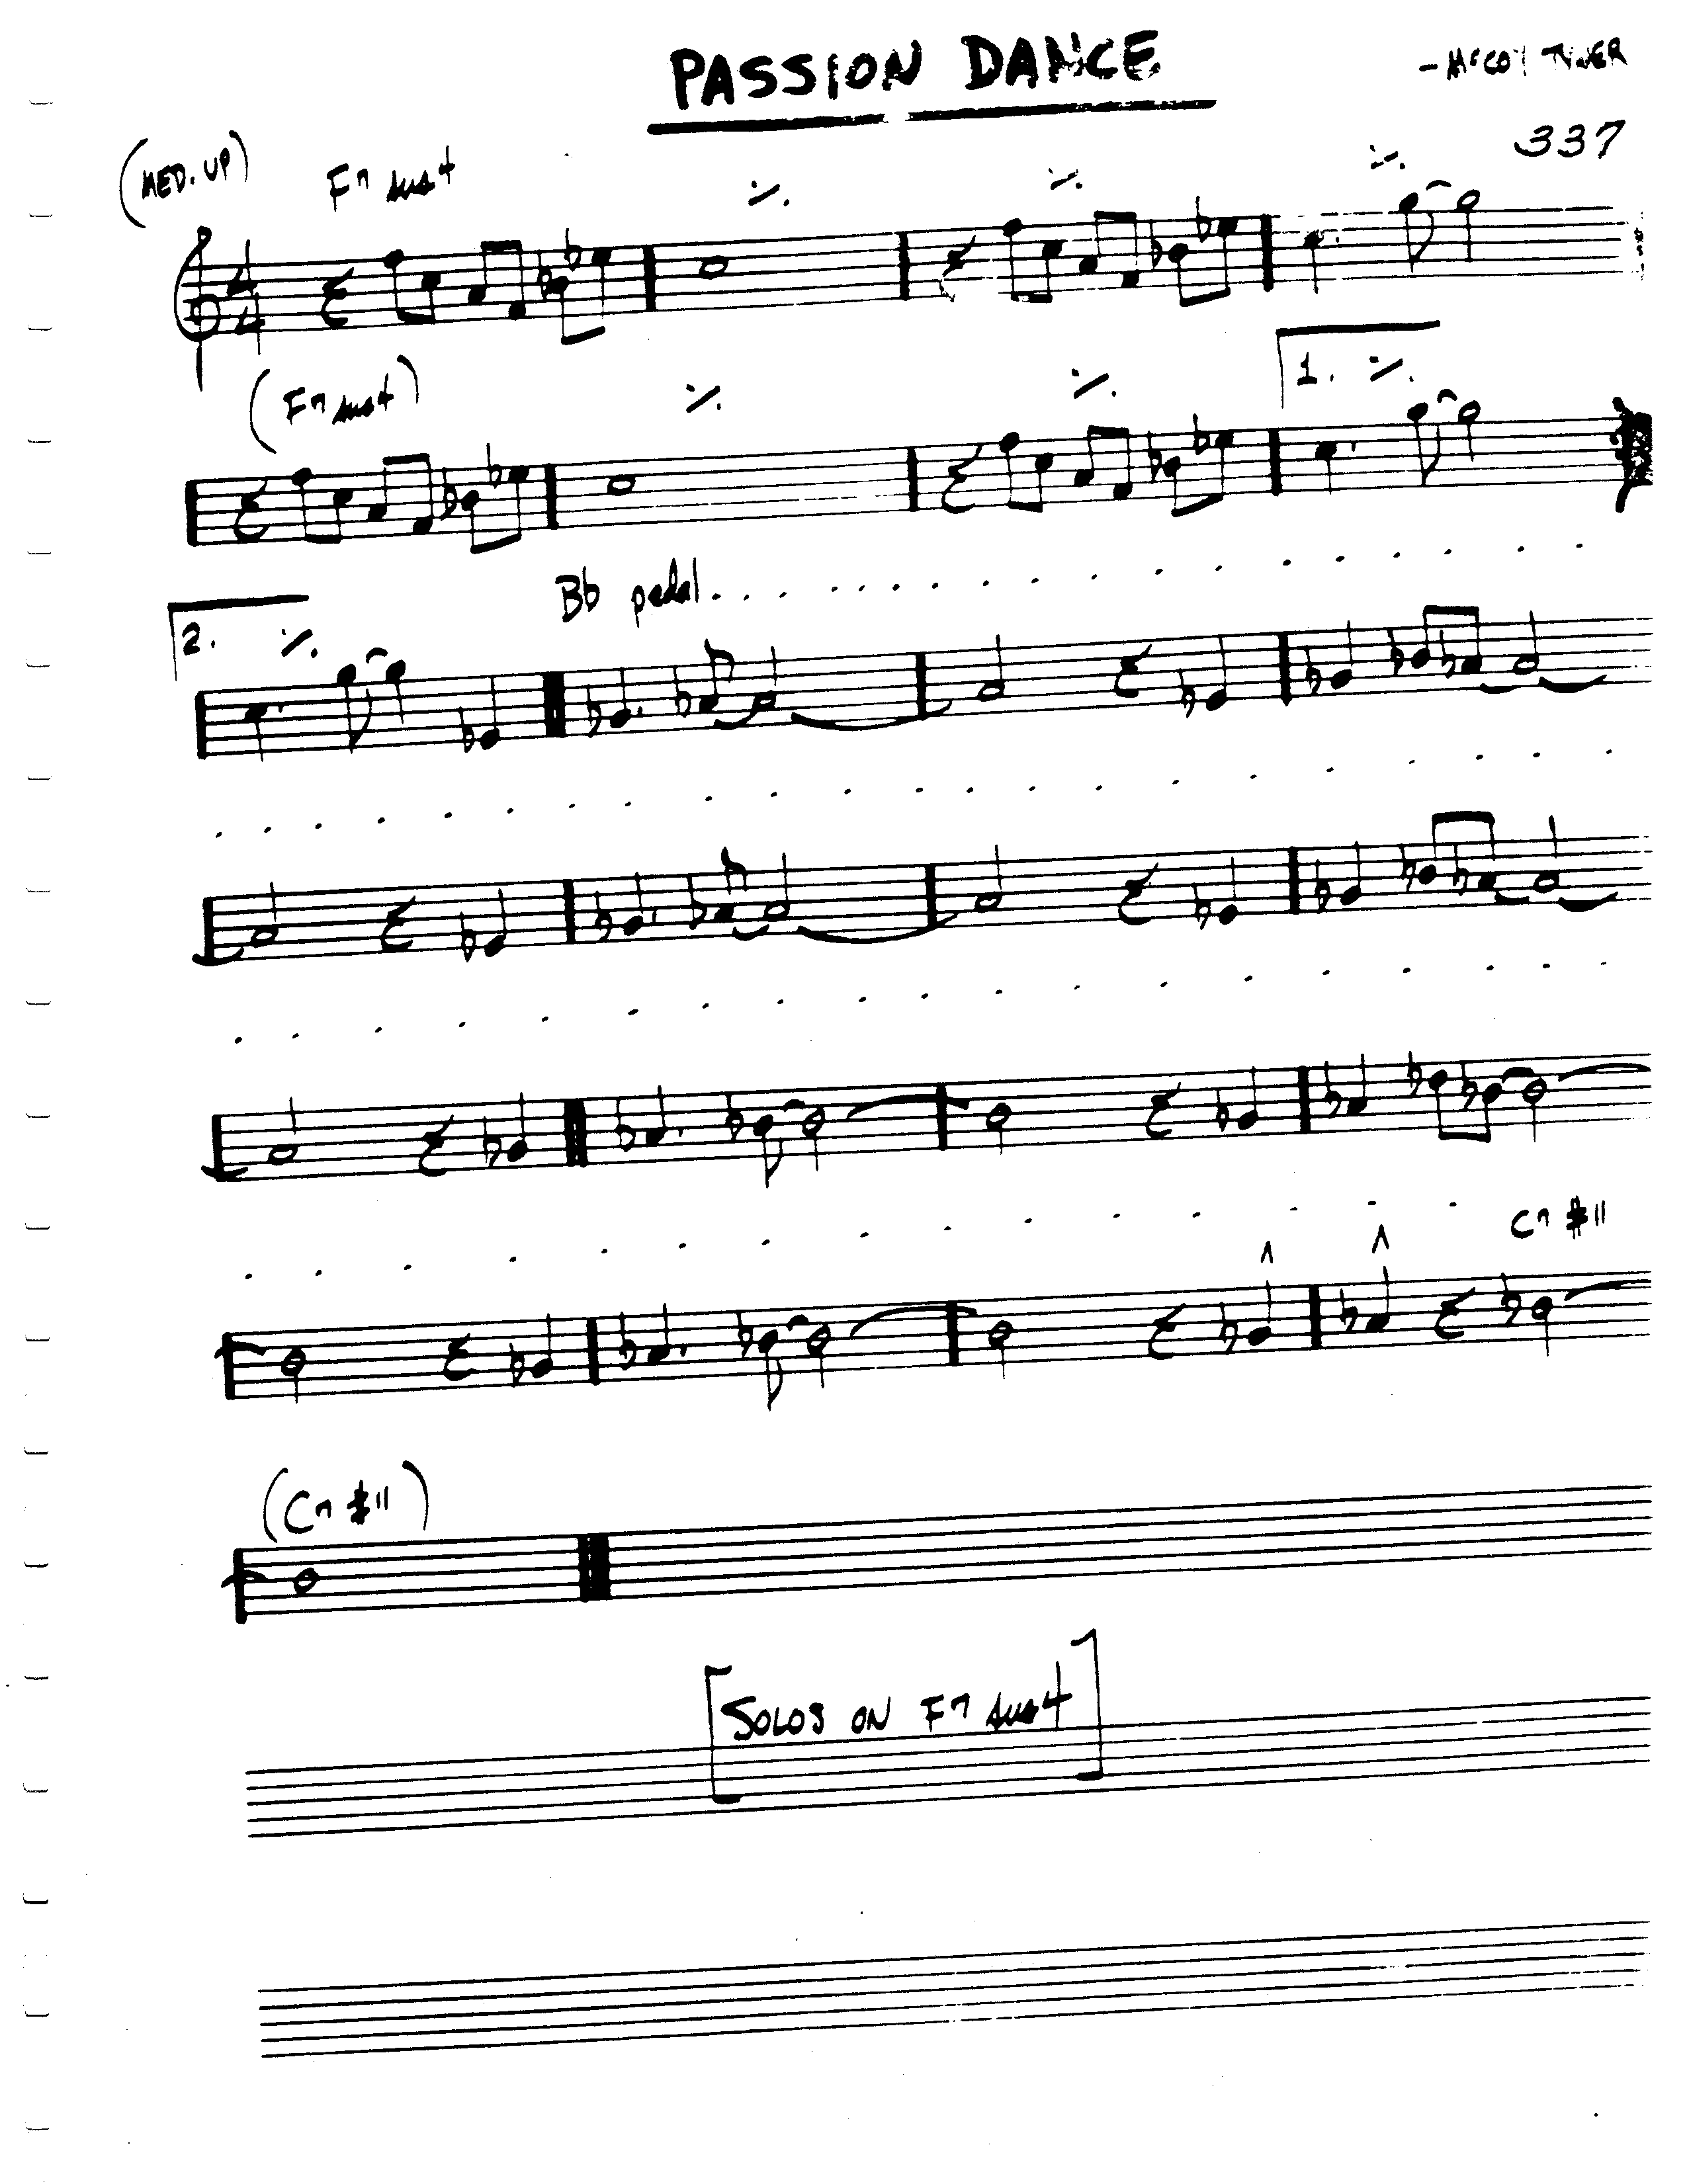 PASSION DANCE
- McCOY TYNER
337
(MED. UP)
F7 sus4
(F7 sus4)
1.
2.
Bb pedal. . . . . . . . . . . . . . . .
C7 #11
(C7 #11)
[SOLOS ON F7 sus4]